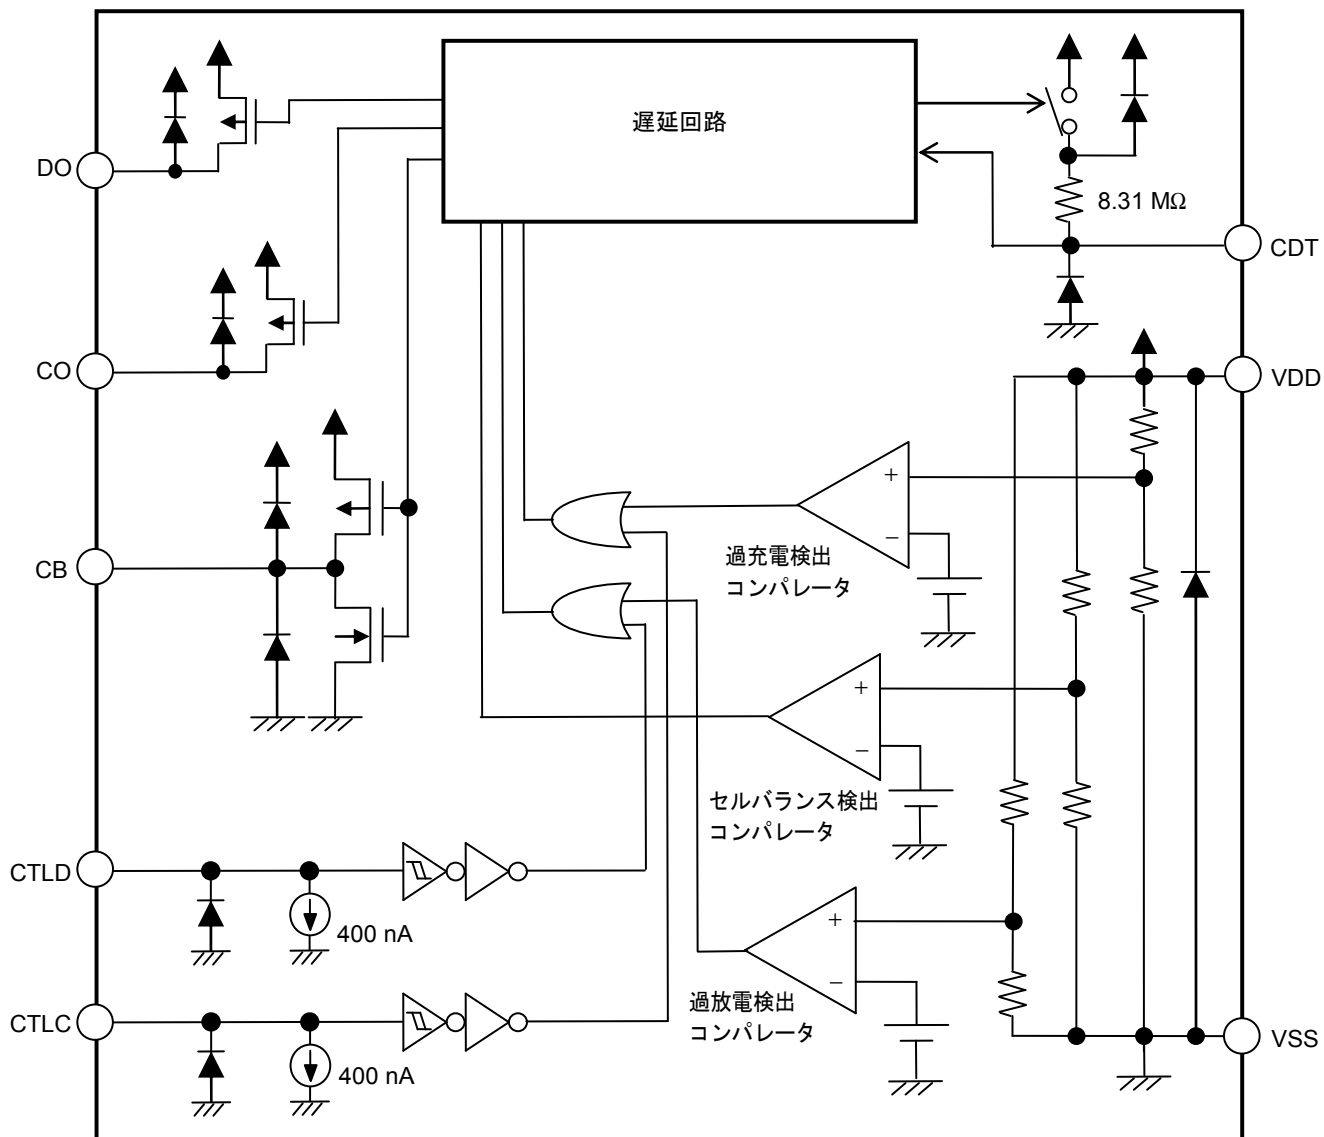 遅延回路
DO
8.31 MΩ
CDT
CO
VDD
+
−
過充電検出
コンパレータ
CB
+
−
セルバランス検出
コンパレータ
CTLD
400 nA
+
−
過放電検出
コンパレータ
CTLC
VSS
400 nA